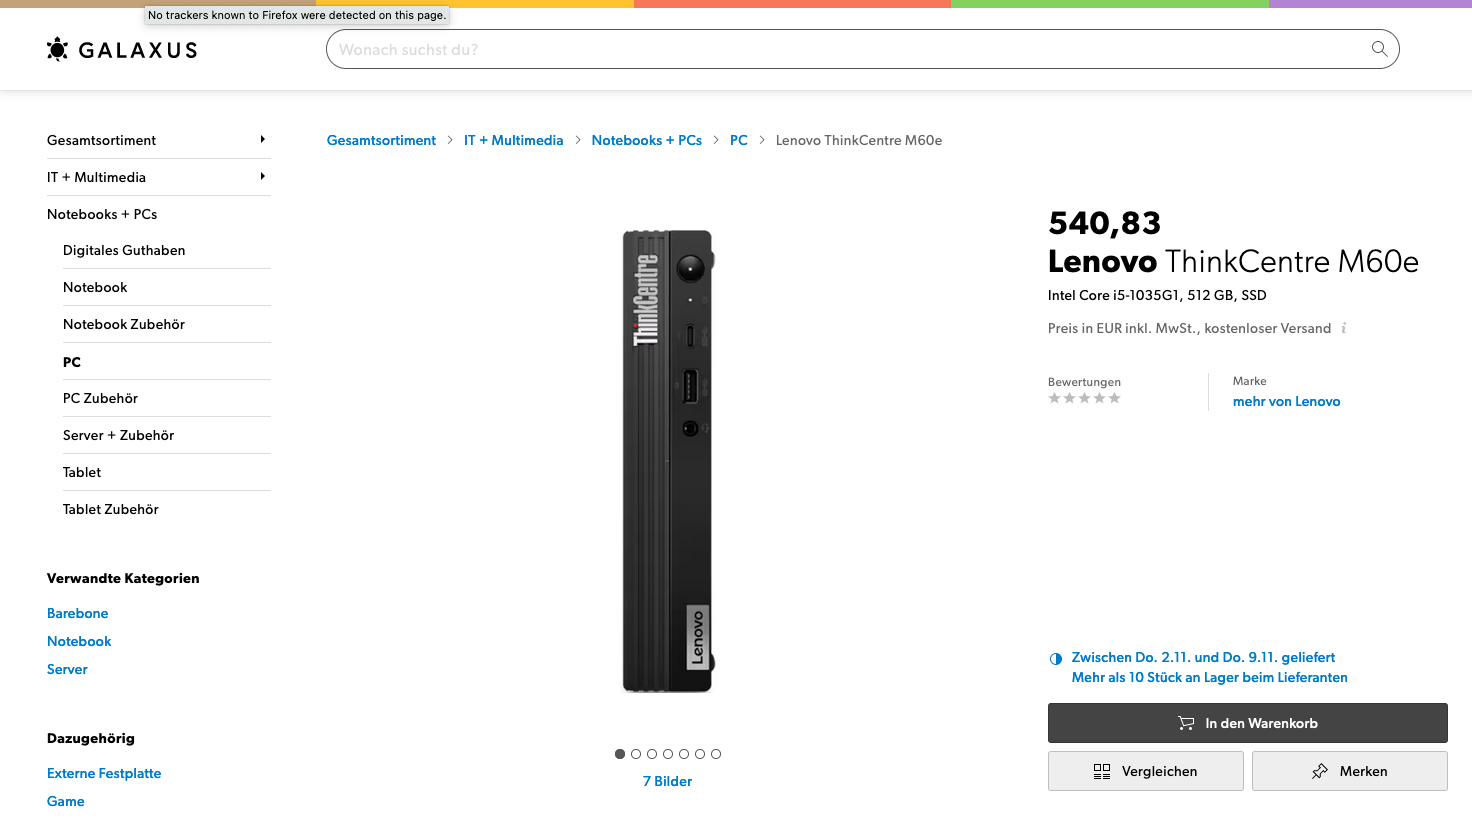 No trackers known to Firefox were detected on this page.
GALAXUS
Wonach suchst du?
Gesamtsortiment
IT + Multimedia
Notebooks + PCs
Digitales Guthaben
Notebook
Notebook Zubehör
PC
PC Zubehör
Server + Zubehör
Tablet
Tablet Zubehör
Verwandte Kategorien
Barebone
Notebook
Server
Dazugehörig
Externe Festplatte
Game
Gesamtsortiment > IT + Multimedia > Notebooks + PCs > PC > Lenovo ThinkCentre M60e
ThinkCentre
Lenovo
7 Bilder
540,83
Lenovo ThinkCentre M60e
Intel Core i5-1035G1, 512 GB, SSD
Preis in EUR inkl. MwSt., kostenloser Versand i
Bewertungen
Marke
mehr von Lenovo
Zwischen Do. 2.11. und Do. 9.11. geliefert
Mehr als 10 Stück an Lager beim Lieferanten
In den Warenkorb
Vergleichen
Merken